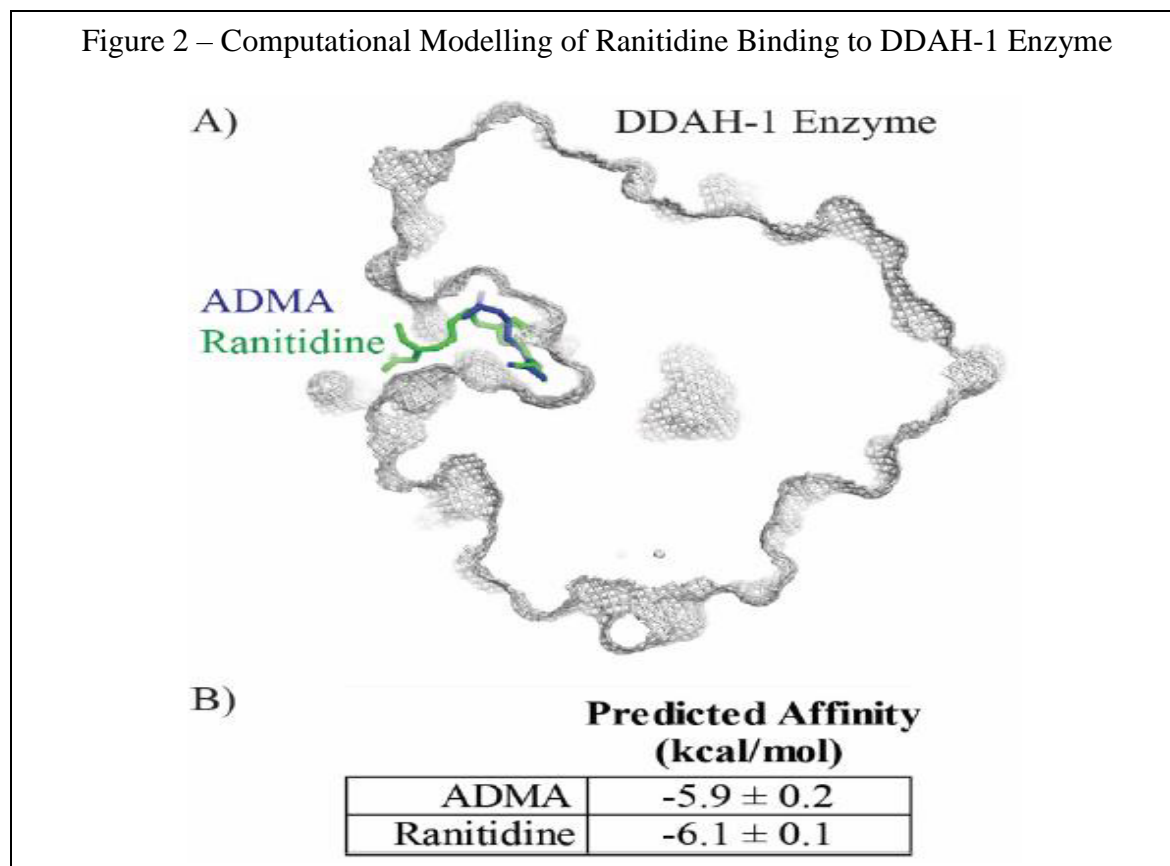 Figure 2 – Computational Modelling of Ranitidine Binding to DDAH-1 Enzyme
A)
DDAH-1 Enzyme
ADMA
Ranitidine
B)
Predicted Affinity
(kcal/mol)
ADMA -5.9 ± 0.2
Ranitidine -6.1 ± 0.1